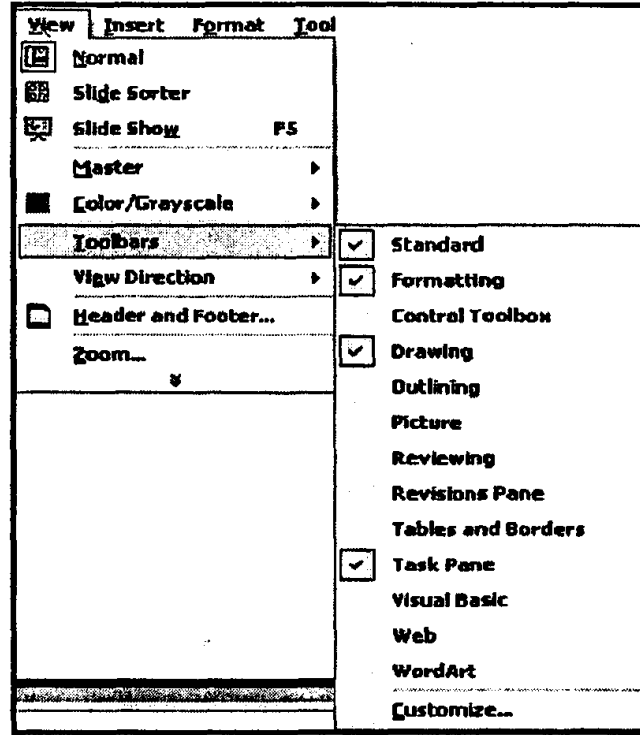 View Insert Format Tool
Normal
Slide Sorter
Slide Show F5
Master
Color/Grayscale
Toolbars
View Direction
Header and Footer...
Zoom...
Standard
Formatting
Control Toolbox
Drawing
Outlining
Picture
Reviewing
Revisions Pane
Tables and Borders
Task Pane
Visual Basic
Web
WordArt
Customize...